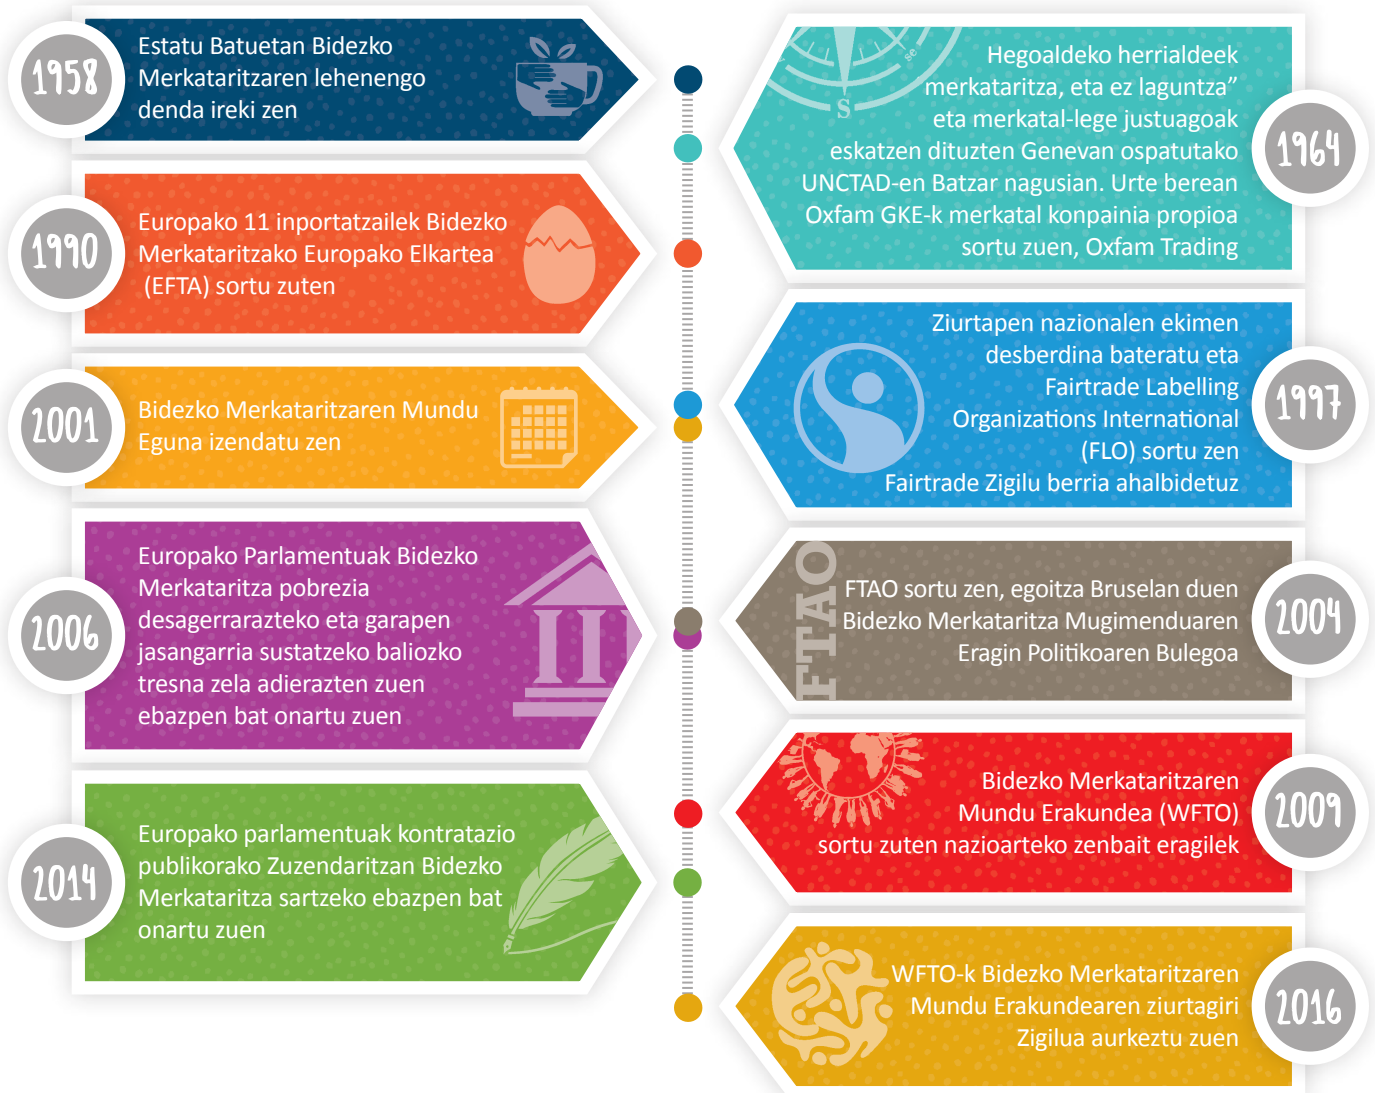 1958
Estatu Batuetan Bidezko
Merkataritzaren lehenengo
denda ireki zen
S
se
Hegoaldeko herrialdeek
merkataritza, eta ez laguntza”
eta merkatal-lege justuagoak
eskatzen dituzten Genevan ospatutako
UNCTAD-en Batzar nagusian. Urte berean
Oxfam GKE-k merkatal konpainia propioa
sortu zuen, Oxfam Trading
1964
1990
Europako 11 inportatzailek Bidezko
Merkataritzako Europako Elkartea
(EFTA) sortu zuten
Ziurtapen nazionalen ekimen
desberdina bateratu eta
Fairtrade Labelling
Organizations International
(FLO) sortu zen
Fairtrade Zigilu berria ahalbidetuz
1997
2001
Bidezko Merkataritzaren Mundu
Eguna izendatu zen
FTAO
FTAO sortu zen, egoitza Bruselan duen
Bidezko Merkataritza Mugimenduaren
Eragin Politikoaren Bulegoa
2004
2006
Europako Parlamentuak Bidezko
Merkataritza pobrezia
desagerrarazteko eta garapen
jasangarria sustatzeko baliozko
tresna zela adierazten zuen
ebazpen bat onartu zuen
Bidezko Merkataritzaren
Mundu Erakundea (WFTO)
sortu zuten nazioarteko zenbait eragilek
2009
2014
Europako parlamentuak kontratazio
publikorako Zuzendaritzan Bidezko
Merkataritza sartzeko ebazpen bat
onartu zuen
WFTO-k Bidezko Merkataritzaren
Mundu Erakundearen ziurtagiri
Zigilua aurkeztu zuen
2016